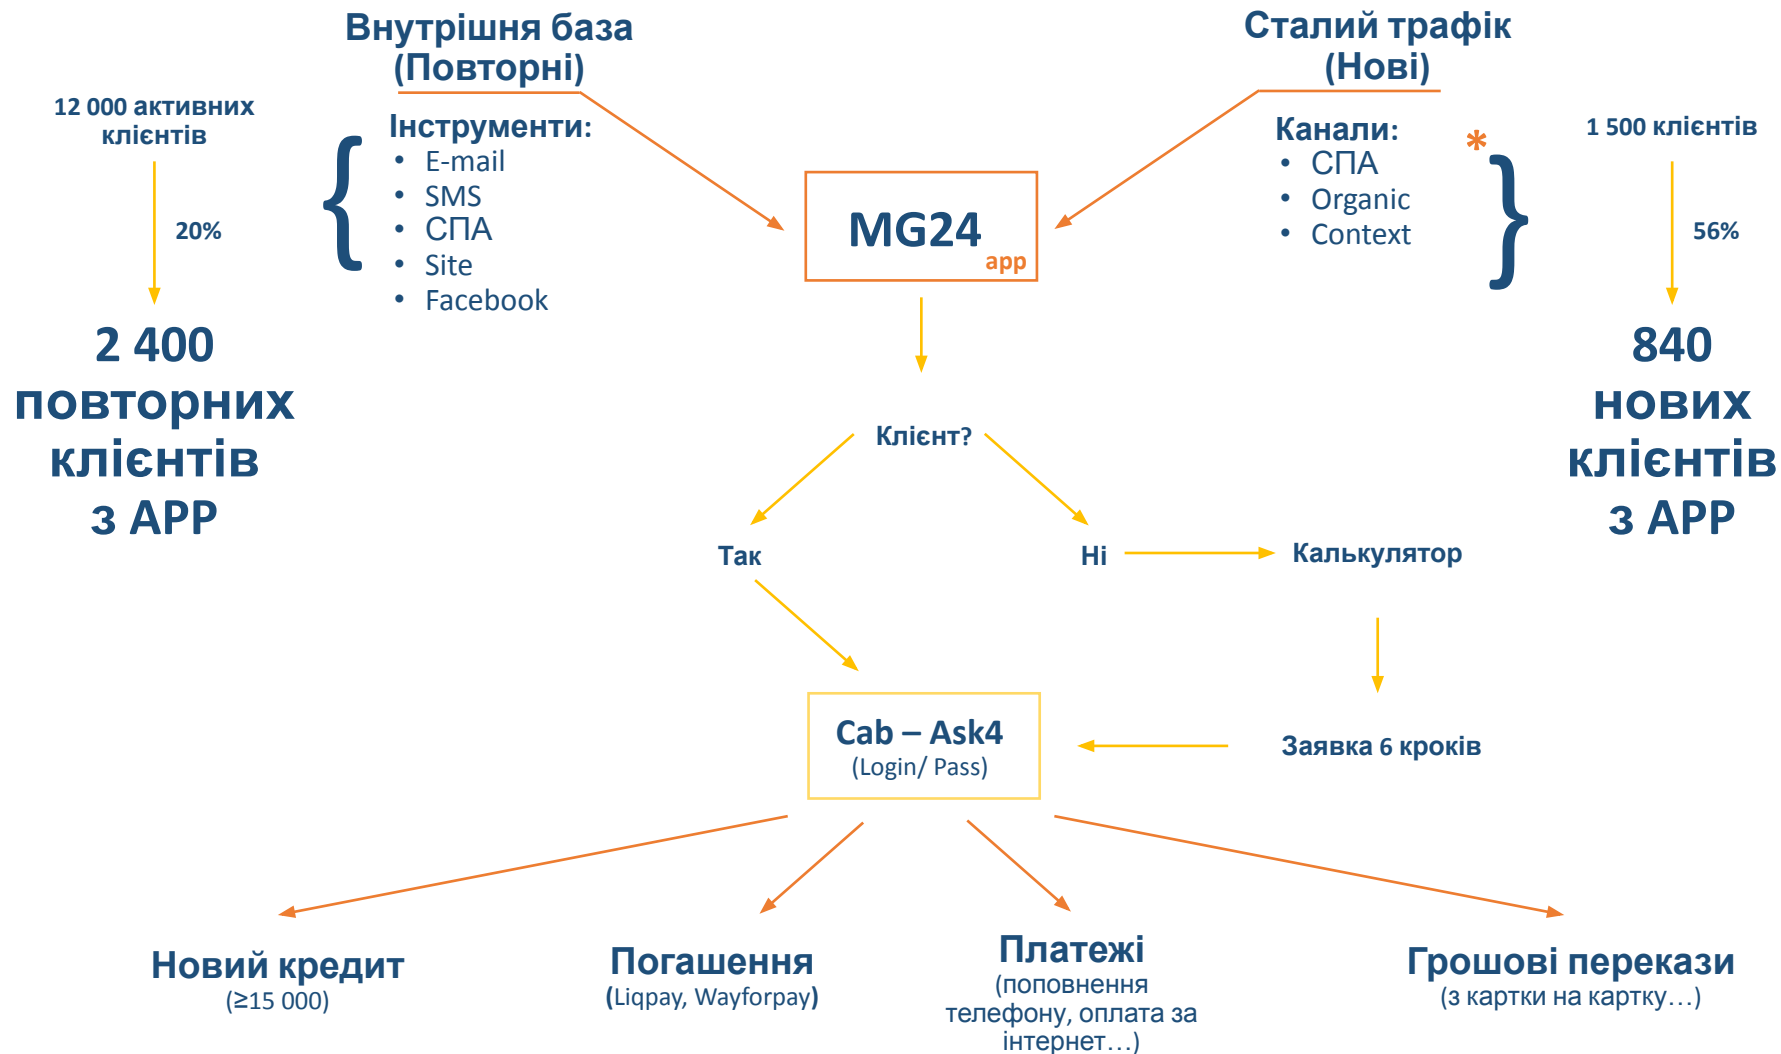 Внутрішня база
(Повторні)
Сталий трафік
(Нові)
12 000 активних
клієнтів
20%
2 400
повторних
клієнтів
з APP
{
Інструменти:
• E-mail
• SMS
• СПА
• Site
• Facebook
MG24
app
Канали:
• СПА
• Organic
• Context
*
}
1 500 клієнтів
56%
840
нових
клієнтів
з APP
Клієнт?
Так
Ні
Калькулятор
Cab – Ask4
(Login/ Pass)
Заявка 6 кроків
Новий кредит
(≥15 000)
Погашення
(Liqpay, Wayforpay)
Платежі
(поповнення
телефону, оплата за
інтернет…)
Грошові перекази
(з картки на картку…)